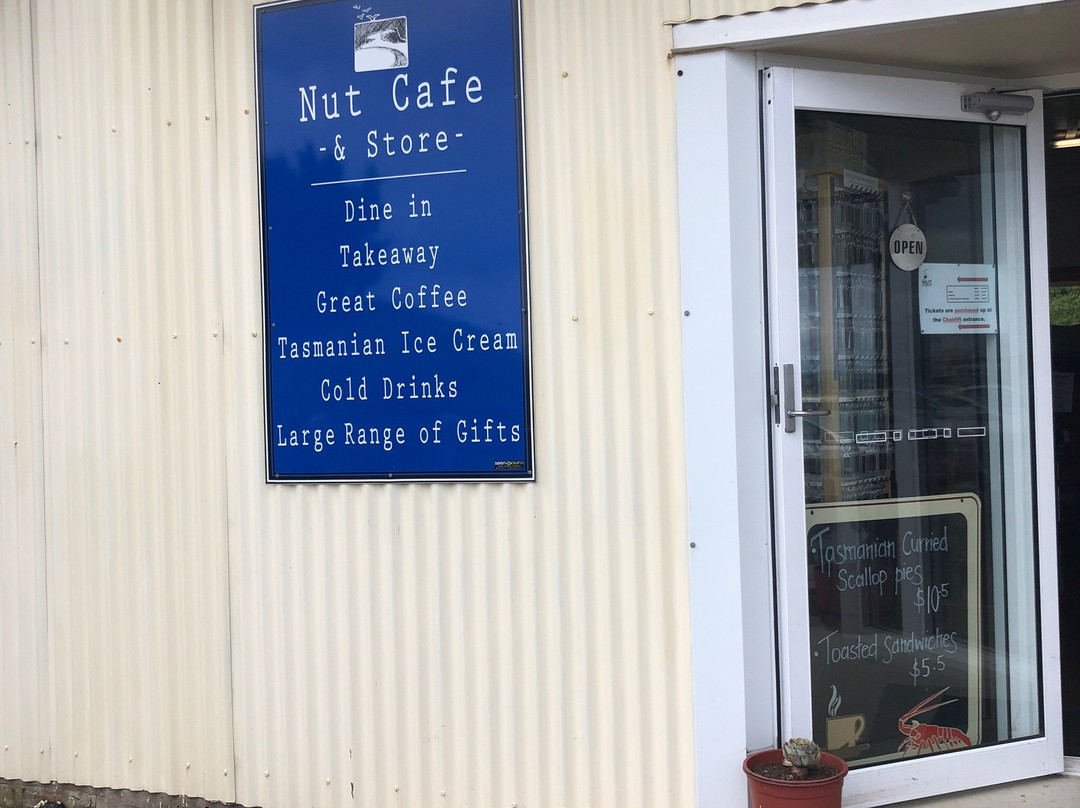 Nut Cafe
-& Store-
Dine in
Takeaway
Great Coffee
Tasmanian Ice Cream
Cold Drinks
Large Range of Gifts
OPEN
NUT
Tickets are purchased up at
the Chairlift entrance.
·Tasmanian Curried
Scallop pies
$10.5
·Toasted Sandwiches
$5.5